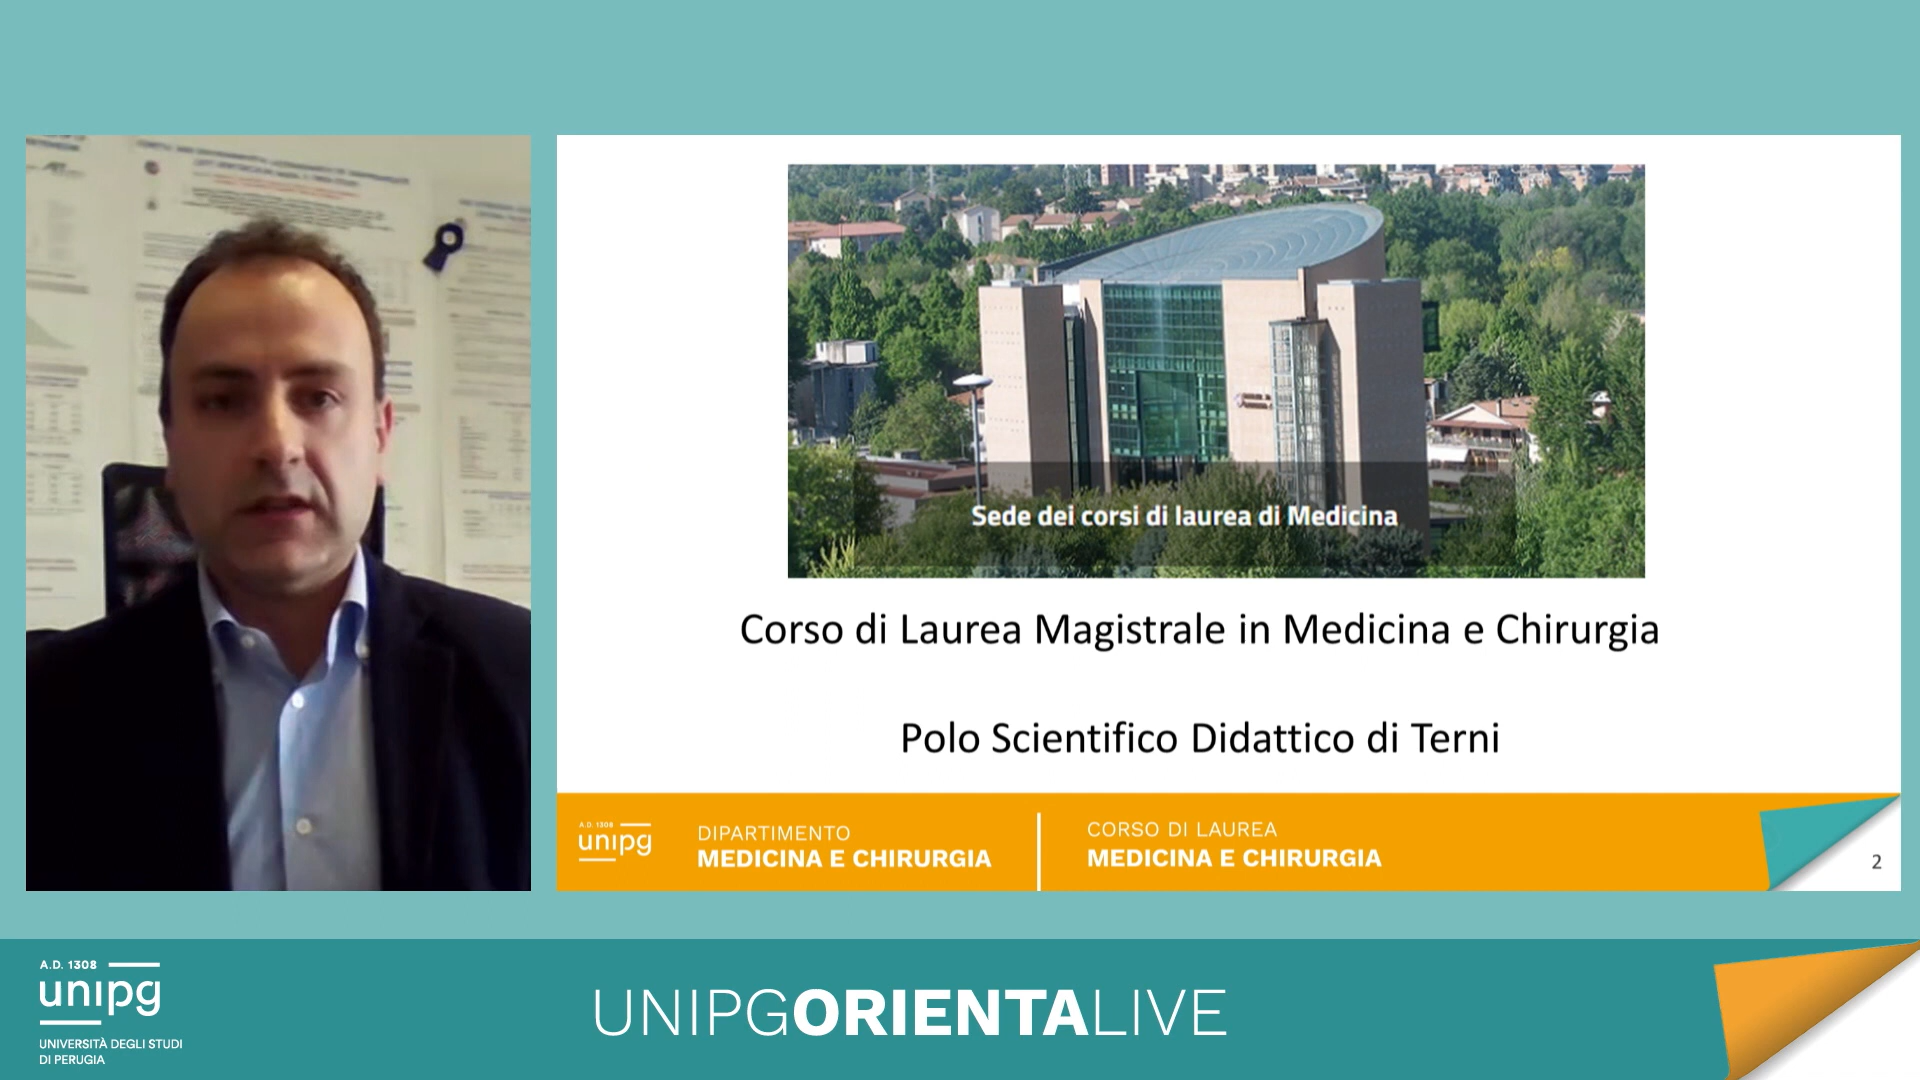 Sede dei corsi di laurea di Medicina
Corso di Laurea Magistrale in Medicina e Chirurgia
Polo Scientifico Didattico di Terni
A.D. 1308
unipg
DIPARTIMENTO
MEDICINA E CHIRURGIA
CORSO DI LAUREA
MEDICINA E CHIRURGIA
2
A.D. 1308
unipg
UNIVERSITÀ DEGLI STUDI
DI PERUGIA
UNIPGORIENTALIVE